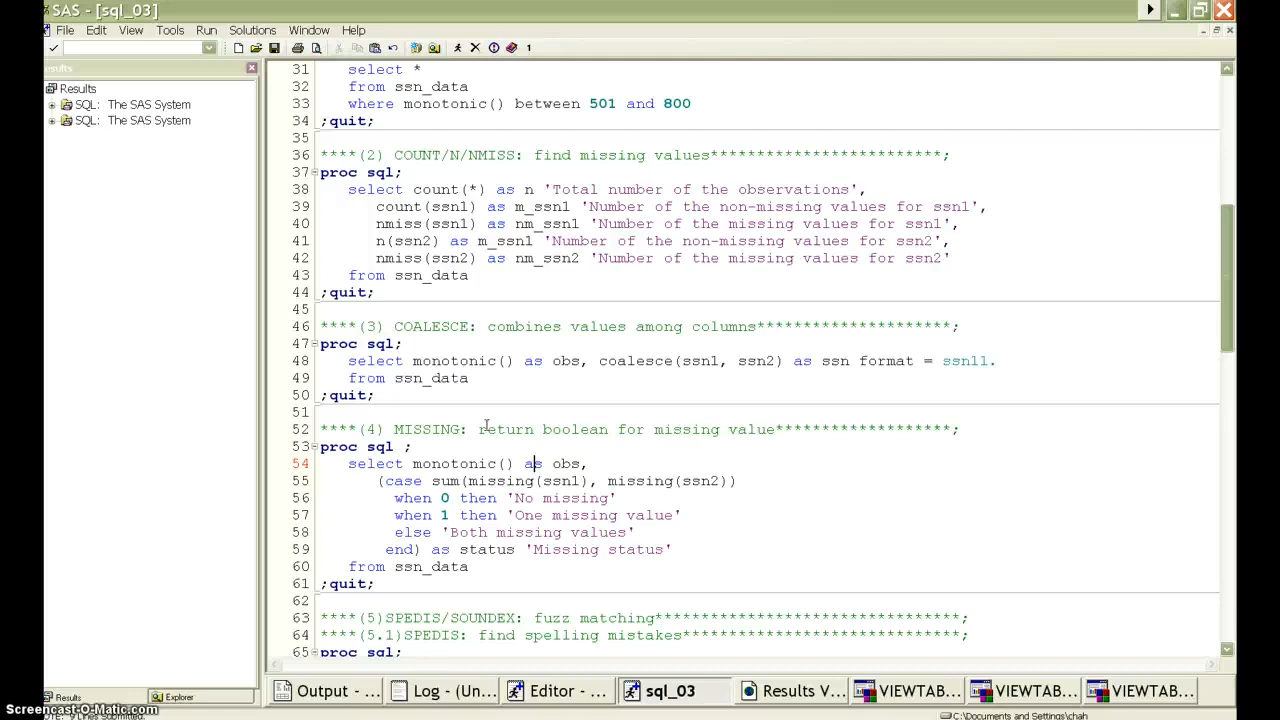 SAS - [sql_03]
File Edit View Tools Run Solutions Window Help
esults
Results
SQL: The SAS System
SQL: The SAS System
31 select *
32 from ssn_data
33 where monotonic() between 501 and 800
34 ;quit;
35
36 ****(2) COUNT/N/NMISS: find missing values*************************;
37 proc sql;
38 select count(*) as n 'Total number of the observations',
39 count(ssn1) as m_ssn1 'Number of the non-missing values for ssn1',
40 nmiss(ssn1) as nm_ssn1 'Number of the missing values for ssn1',
41 n(ssn2) as m_ssn1 'Number of the non-missing values for ssn2',
42 nmiss(ssn2) as nm_ssn2 'Number of the missing values for ssn2'
43 from ssn_data
44 ;quit;
45
46 ****(3) COALESCE: combines values among columns*********************;
47 proc sql;
48 select monotonic() as obs, coalesce(ssn1, ssn2) as ssn format = ssn11.
49 from ssn_data
50 ;quit;
51
52 ****(4) MISSING: return boolean for missing value*******************;
53 proc sql ;
54 select monotonic() as obs,
55 (case sum(missing(ssn1), missing(ssn2))
56 when 0 then 'No missing'
57 when 1 then 'One missing value'
58 else 'Both missing values'
59 end) as status 'Missing status'
60 from ssn_data
61 ;quit;
62
63 ****(5)SPEDIS/SOUNDEX: fuzz matching*********************************;
64 ****(5.1)SPEDIS: find spelling mistakes******************************;
65 proc sql;
Results Explorer
Output - ... Log - (Un... Editor - ... sql_03 Results V... VIEWTAB... VIEWTAB... VIEWTAB...
Screencast-O-Matic.com
C:\Documents and Settings\chah